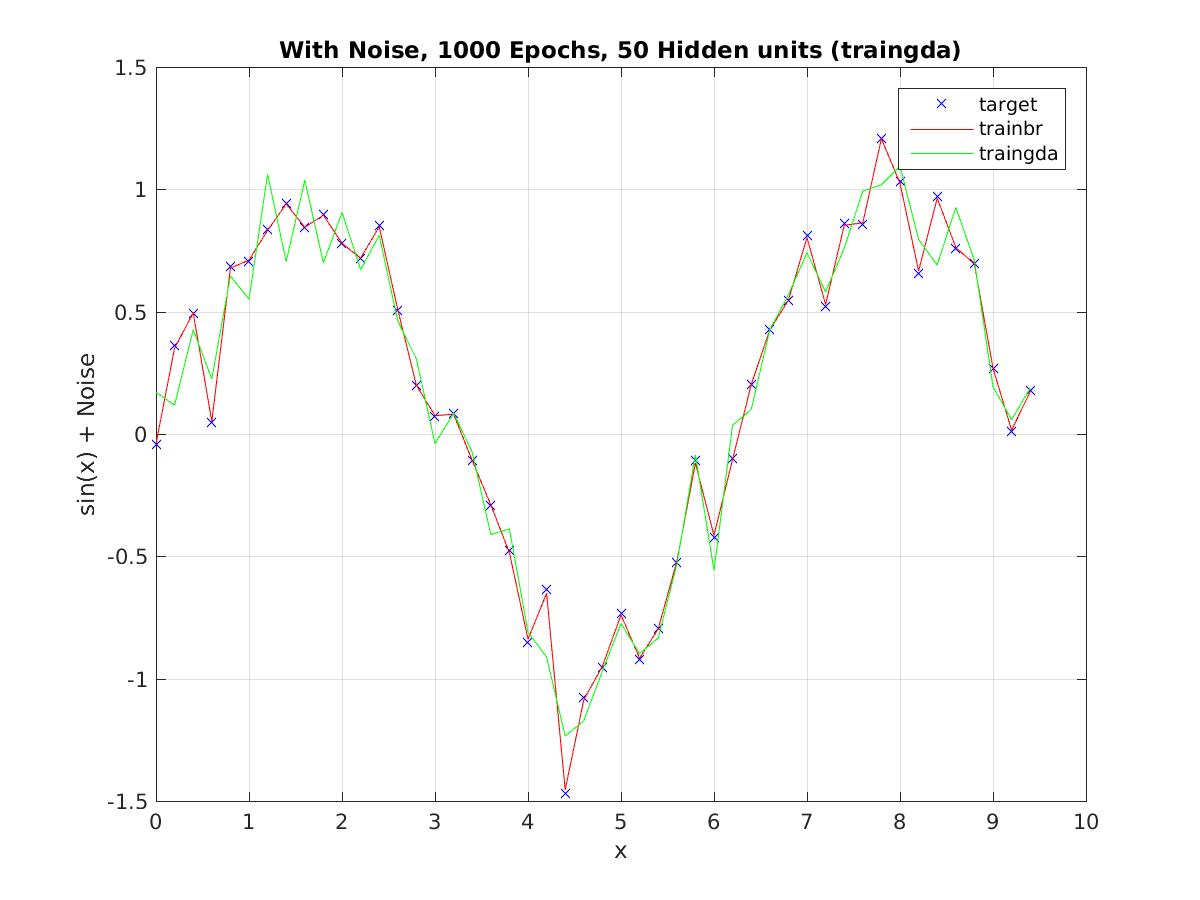 With Noise, 1000 Epochs, 50 Hidden units (traingda)
target
trainbr
traingda
sin(x) + Noise
1.5
1
0.5
0
-0.5
-1
-1.5
0 1 2 3 4 5 6 7 8 9 10
x